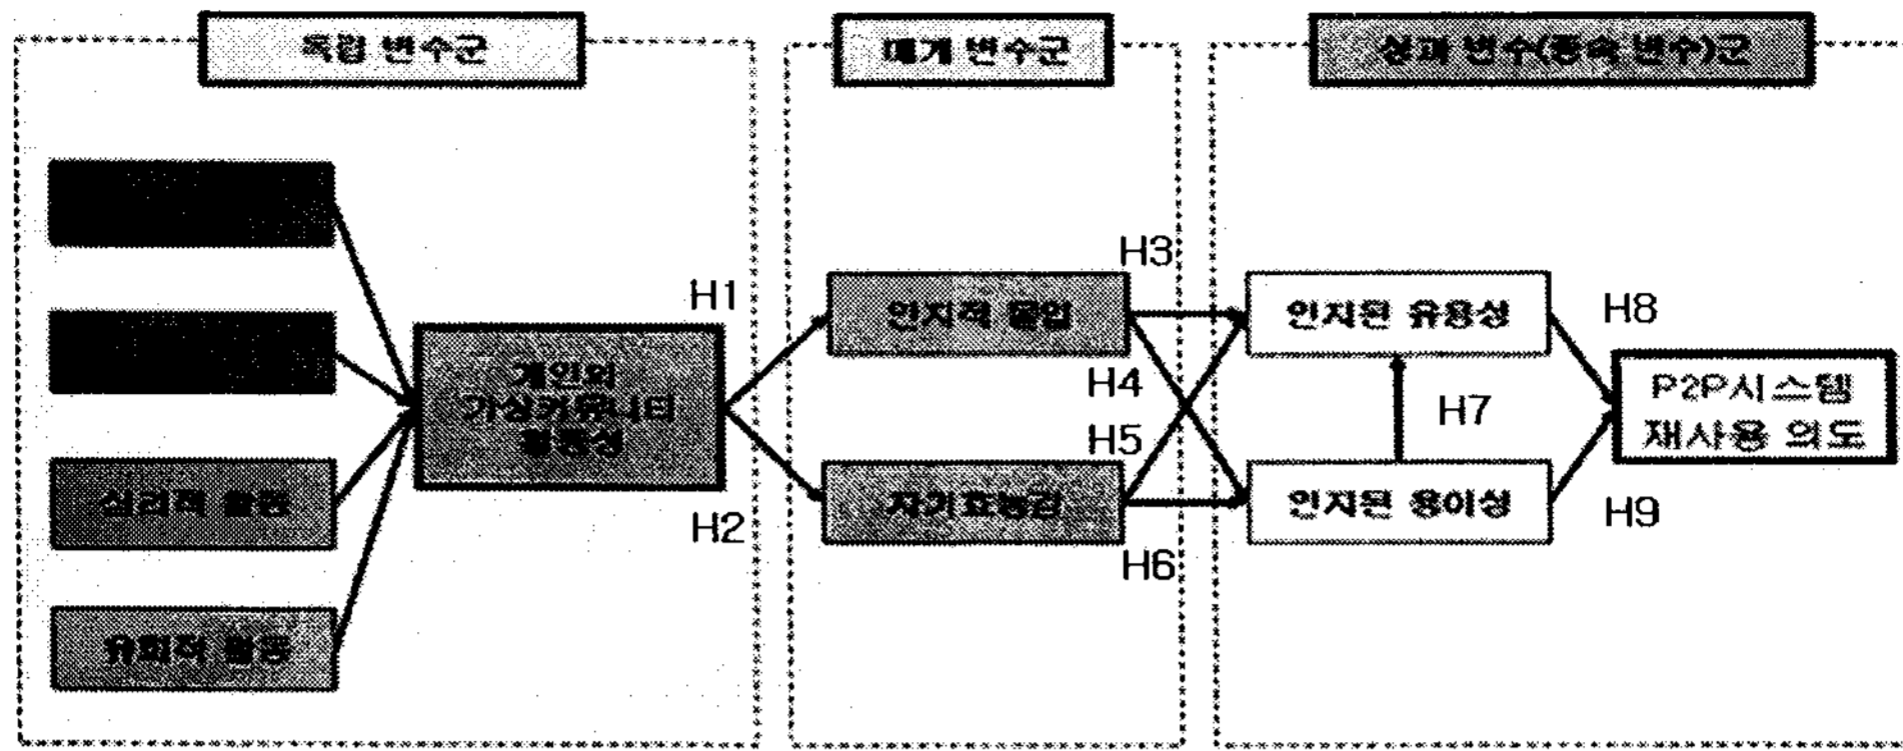 독립 변수군
매개 변수군
성과 변수(종속 변수)군
H1
H2
개인의
가상커뮤니티
활동성
심리적 활동
유희적 활동
H3
인지적 몰입
H4
H5
자기효능감
H6
인지된 유용성
H7
인지된 용이성
H8
P2P시스템
재사용 의도
H9